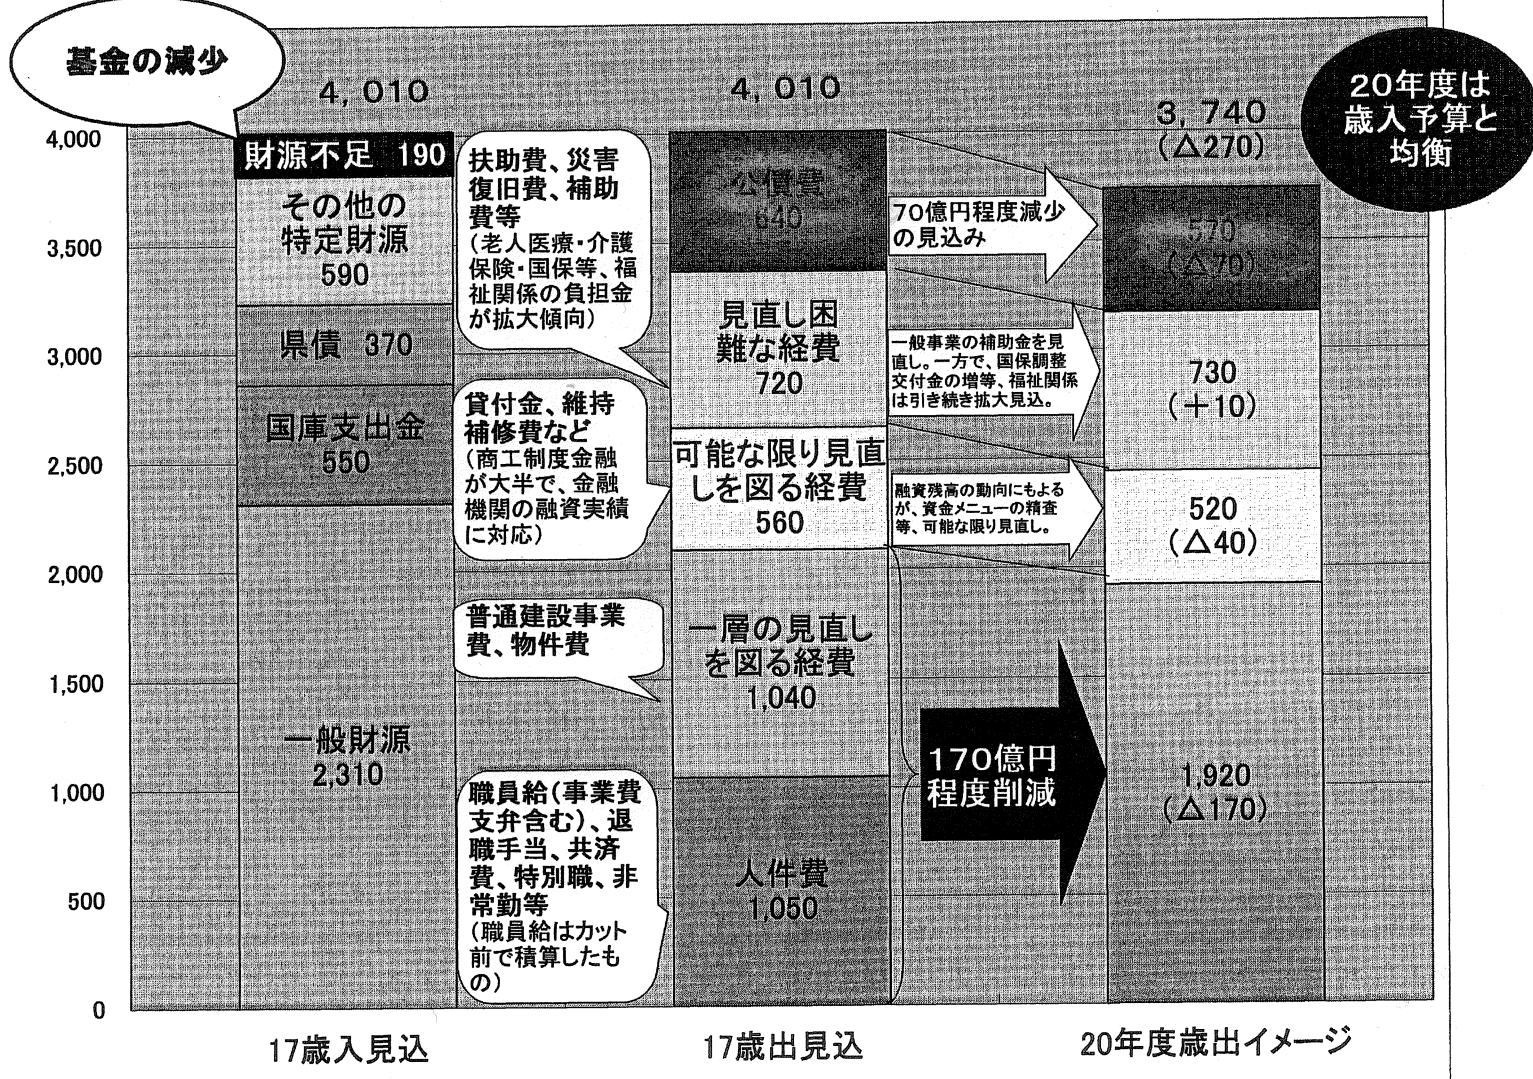 基金の減少
4,010
4,010
3,740
(△270)
20年度は
歳入予算と
均衡
4,000
3,500
3,000
2,500
2,000
1,500
1,000
500
0
財源不足 190
その他の
特定財源
590
県債 370
国庫支出金
550
一般財源
2,310
扶助費、災害
復旧費、補助
費等
(老人医療・介護
保険・国保等、福
祉関係の負担金
が拡大傾向)
貸付金、維持
補修費など
(商工制度金融
が大半で、金融
機関の融資実績
に対応)
普通建設事業
費、物件費
職員給(事業費
支弁含む)、退
職手当、共済
費、特別職、非
常勤等
(職員給はカット
前で積算したも
の)
公債費
640
見直し困
難な経費
720
可能な限り見直
しを図る経費
560
一層の見直し
を図る経費
1,040
人件費
1,050
70億円程度減少
の見込み
一般事業の補助金を見
直し。一方で、国保調整
交付金の増等、福祉関係
は引き続き拡大見込。
融資残高の動向にもよる
が、資金メニューの精査
等、可能な限り見直し。
170億円
程度削減
570
(△70)
730
(+10)
520
(△40)
1,920
(△170)
17歳入見込
17歳出見込
20年度歳出イメージ